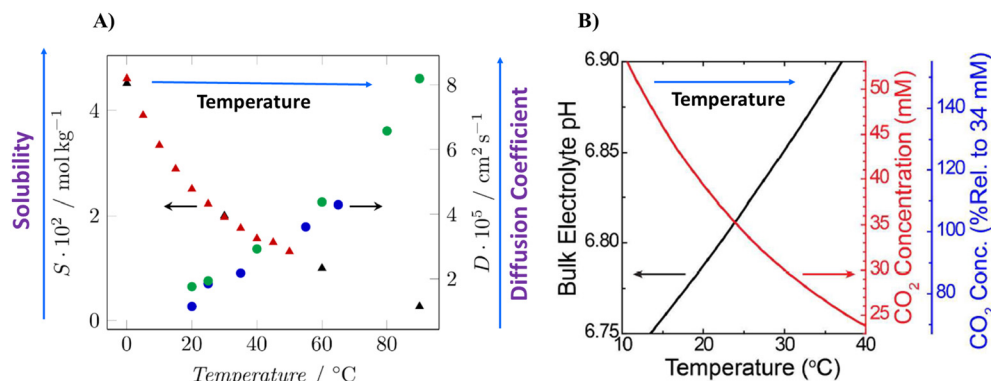 A)
Solubility
S · 10² / mol kg⁻¹
4
2
0
Temperature
8
6
4
2
D · 10⁵ / cm² s⁻¹
Diffusion Coefficient
0 20 40 60 80
Temperature / °C
B)
Bulk Electrolyte pH
6.90
6.85
6.80
6.75
Temperature
10 20 30 40
Temperature (°C)
50
45
40
35
30
25
CO₂ Concentration (mM)
140
120
100
80
CO₂ Conc. (%Rel. to 34 mM)